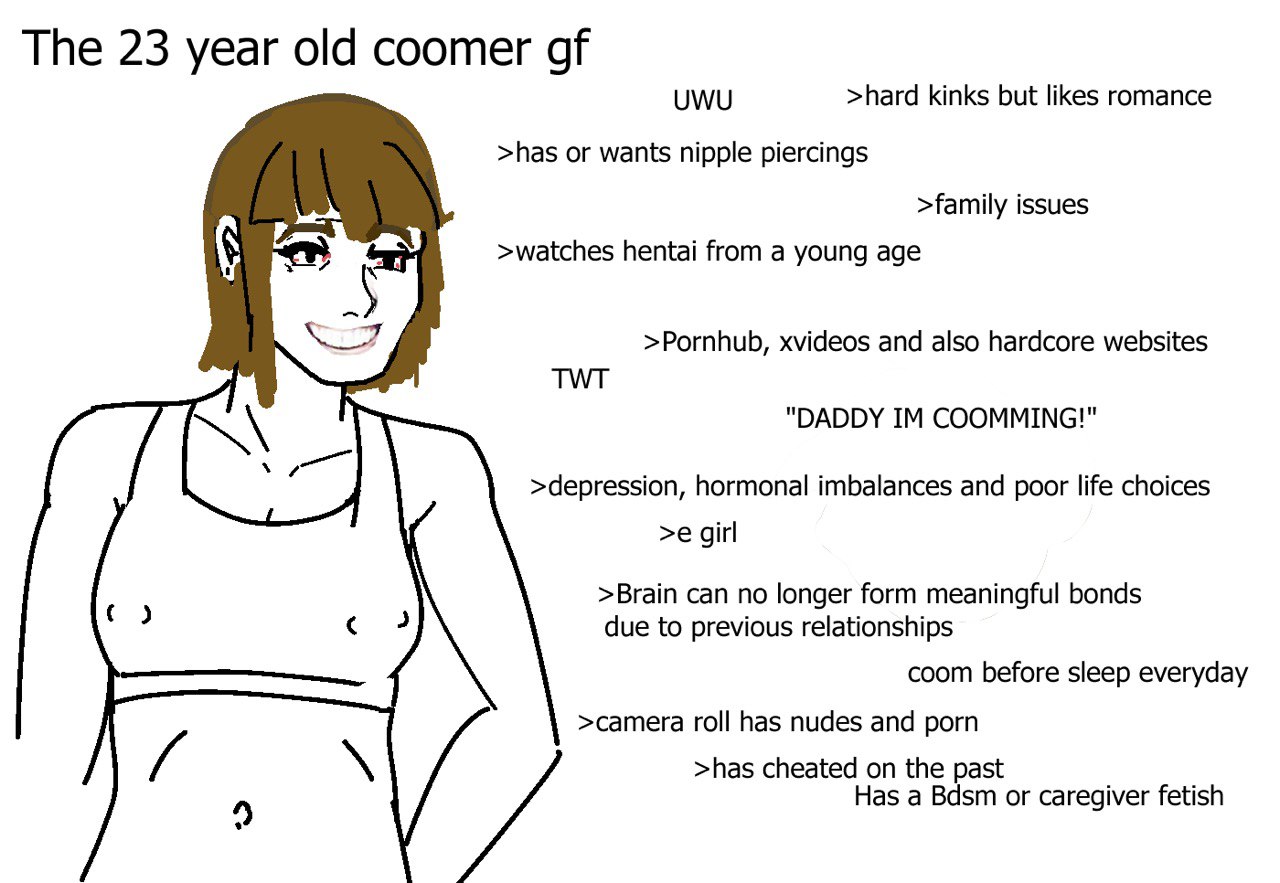 The 23 year old coomer gf
UWU
>hard kinks but likes romance
>has or wants nipple piercings
>family issues
>watches hentai from a young age
>Pornhub, xvideos and also hardcore websites
TWT
"DADDY IM COOMMING!"
>depression, hormonal imbalances and poor life choices
>e girl
>Brain can no longer form meaningful bonds
due to previous relationships
coom before sleep everyday
>camera roll has nudes and porn
>has cheated on the past
Has a Bdsm or caregiver fetish